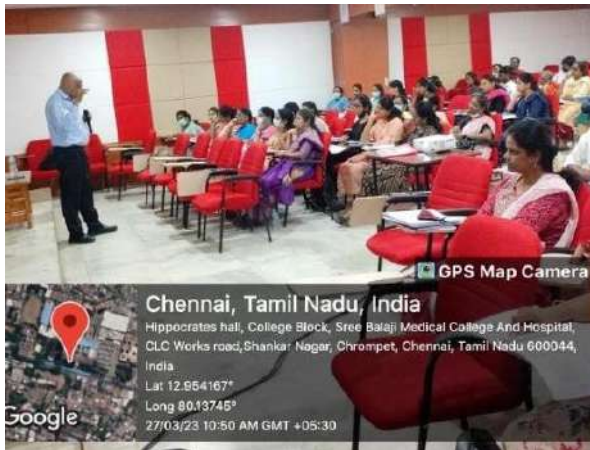 GPS Map Camera
Chennai, Tamil Nadu, India
Hippocrates hall, College Block, Sree Balaji Medical College And Hospital,
CLC Works road,Shankar Nagar, Chrompet, Chennai, Tamil Nadu 600044,
India
Lat 12.954167°
Long 80.13745°
27/03/23 10:50 AM GMT +05:30
Google